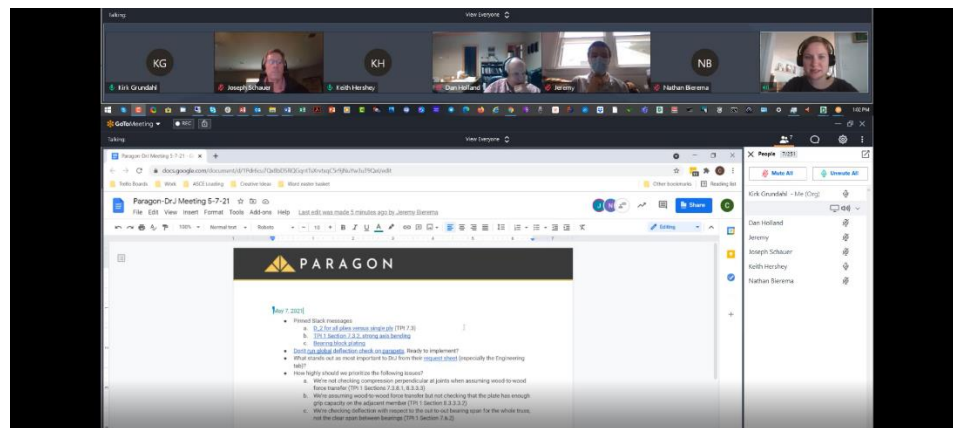 Talking:
View Everyone
KG
KH
NB
Kirk Grundahl
Joseph Schauer
Keith Hershey
Dan Holland
Jeremy
Nathan Bierema
1:02 PM
GoToMeeting
REC
Talking:
View Everyone
Paragon-DrJ Meeting 5-7-21
Trello Boards
Work
ASCE Loading
Creative Ideas
Other bookmarks
Reading list
Paragon-DrJ Meeting 5-7-21
File Edit View Insert Format Tools Add-ons Help Last edit was made 5 minutes ago by Jeremy Bierema
Share
100%
Normal text
Roboto
Editing
PARAGON
May 7, 2021
Pinned Slack messages
a. D_2 for all plies versus single ply (TPI 7.3)
b. TPI 1 Section 7.3.2, strong axis bending
c. Bearing block plating
Don't run global deflection check on parapets. Ready to implement?
What stands out as most important to DrJ from their request sheet (especially the Engineering
tab)?
How highly should we prioritize the following issues?
a. We're not checking compression perpendicular at joints when assuming wood-to-wood
force transfer (TPI 1 Sections 7.3.8.1, 8.3.3.3)
b. We're assuming wood-to-wood force transfer but not checking that the plate has enough
grip capacity on the adjacent member (TPI 1 Section 8.3.3.3.2)
c. We're checking deflection with respect to the out-to-out bearing span for the whole truss,
not the clear span between bearings (TPI 1 Section 7.6.2)
People
Mute All
Unmute All
Kirk Grundahl - Me (Org)
Dan Holland
Jeremy
Joseph Schauer
Keith Hershey
Nathan Bierema